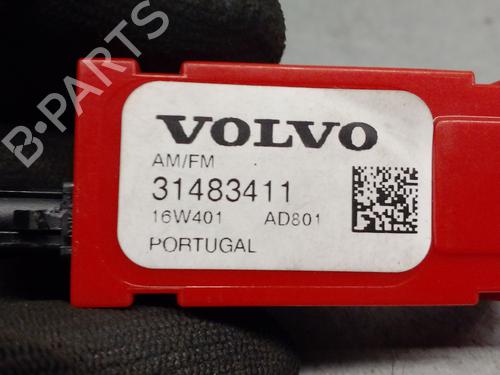 B-PARTS
VOLVO
AM/FM
31483411
16W401 AD801
PORTUGAL